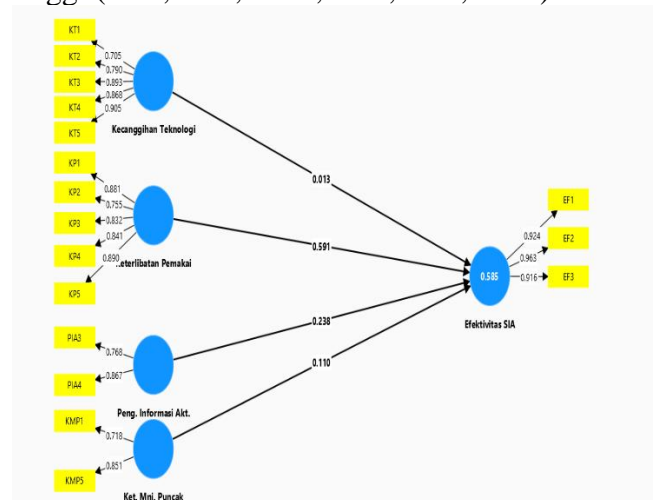 KT1
KT2
KT3
KT4
KT5
0.705
0.790
0.893
0.868
0.905
Kecanggihan Teknologi
KP1
KP2
KP3
KP4
KP5
0.881
0.755
0.832
0.841
0.890
eterlibatan Pemakai
PIA3
PIA4
0.768
0.867
Peng. Informasi Akt.
KMP1
KMP5
0.718
0.851
Ket. Mnj. Puncak
0.013
0.591
0.238
0.110
0.585
Efektivitas SIA
0.924
0.963
0.916
EF1
EF2
EF3